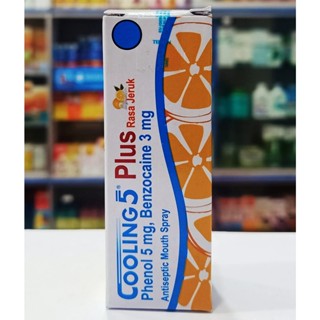 COOLING5® Plus
Rasa Jeruk
Phenol 5 mg, Benzocaine 3 mg
Antiseptic Mouth Spray